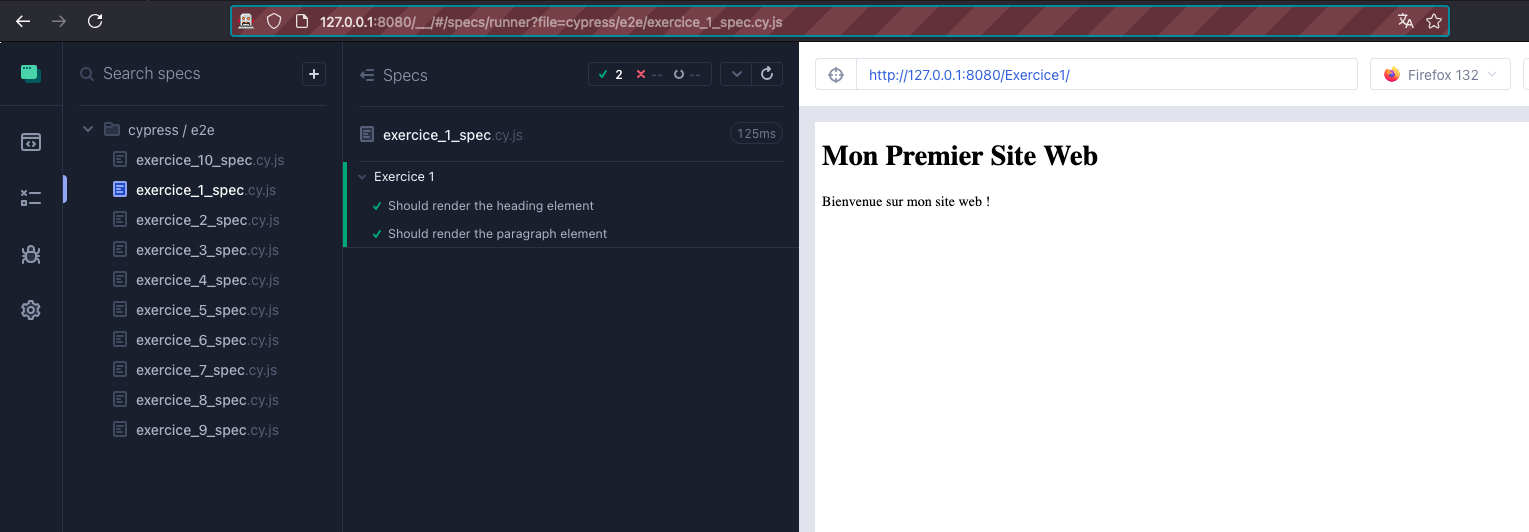 127.0.0.1:8080/__/#/specs/runner?file=cypress/e2e/exercice_1_spec.cy.js
Search specs
+
cypress / e2e
exercice_10_spec.cy.js
exercice_1_spec.cy.js
exercice_2_spec.cy.js
exercice_3_spec.cy.js
exercice_4_spec.cy.js
exercice_5_spec.cy.js
exercice_6_spec.cy.js
exercice_7_spec.cy.js
exercice_8_spec.cy.js
exercice_9_spec.cy.js
Specs
2 -- --
exercice_1_spec.cy.js 125ms
Exercice 1
Should render the heading element
Should render the paragraph element
http://127.0.0.1:8080/Exercice1/
Firefox 132
Mon Premier Site Web
Bienvenue sur mon site web !